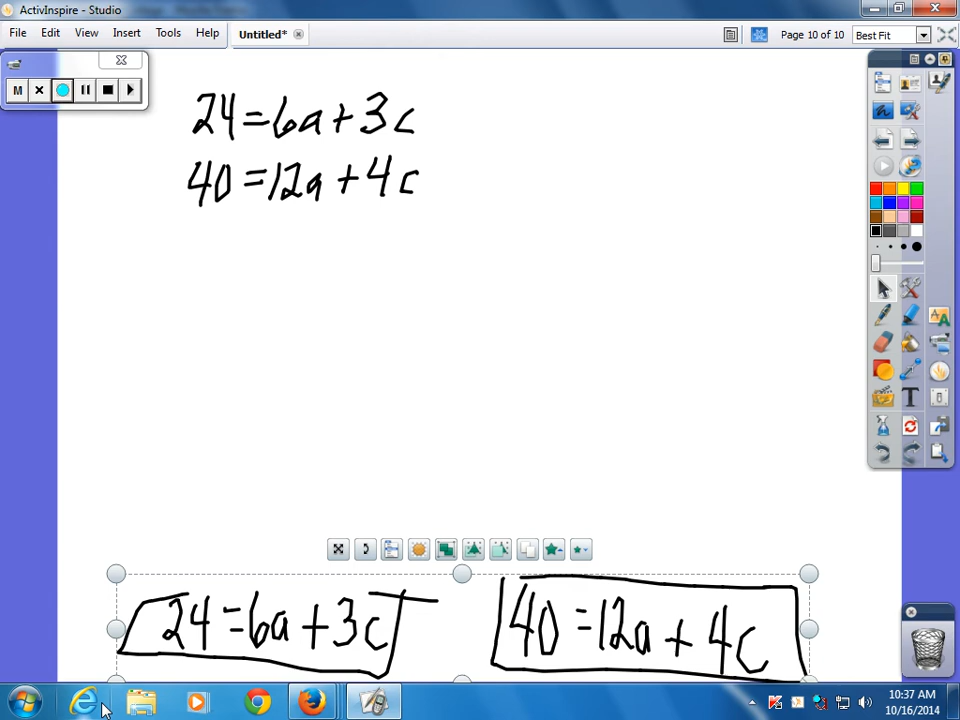 ActivInspire - Studio
File Edit View Insert Tools Help Untitled* Page 10 of 10 Best Fit
M
24=6a+3c
40=12a+4c
T
24=6a+3c 40=12a+4c
10:37 AM
10/16/2014